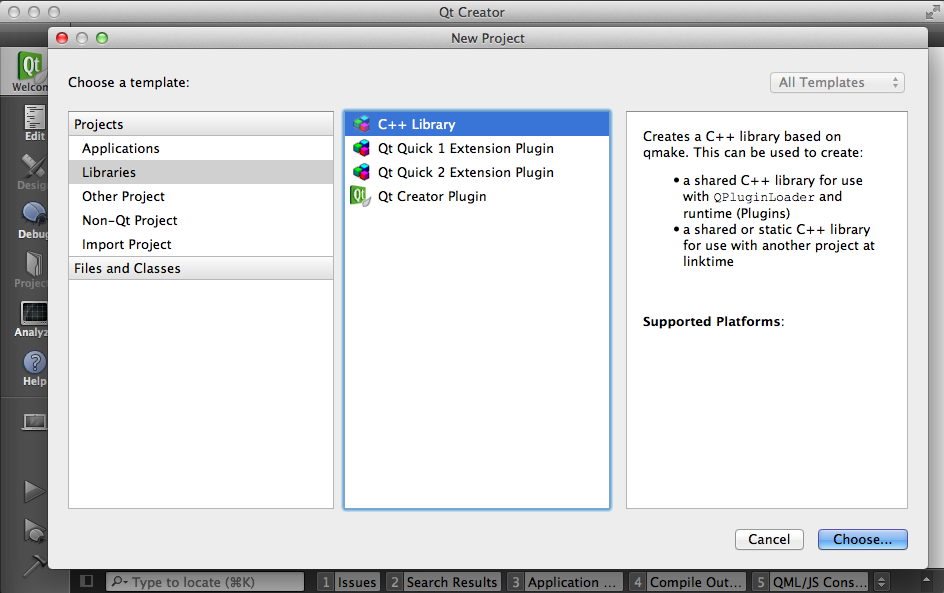 Qt Creator
New Project
Choose a template:
All Templates
Projects
Applications
Libraries
Other Project
Non-Qt Project
Import Project
Files and Classes
C++ Library
Qt Quick 1 Extension Plugin
Qt Quick 2 Extension Plugin
Qt Creator Plugin
Creates a C++ library based on
qmake. This can be used to create:
• a shared C++ library for use
with QPluginLoader and
runtime (Plugins)
• a shared or static C++ library
for use with another project at
linktime
Supported Platforms:
Cancel
Choose...
Qt
Welcom
Edit
Desig
Debug
Project
Analyz
Help
Type to locate (⌘K)
1 Issues
2 Search Results
3 Application ...
4 Compile Out...
5 QML/JS Cons...